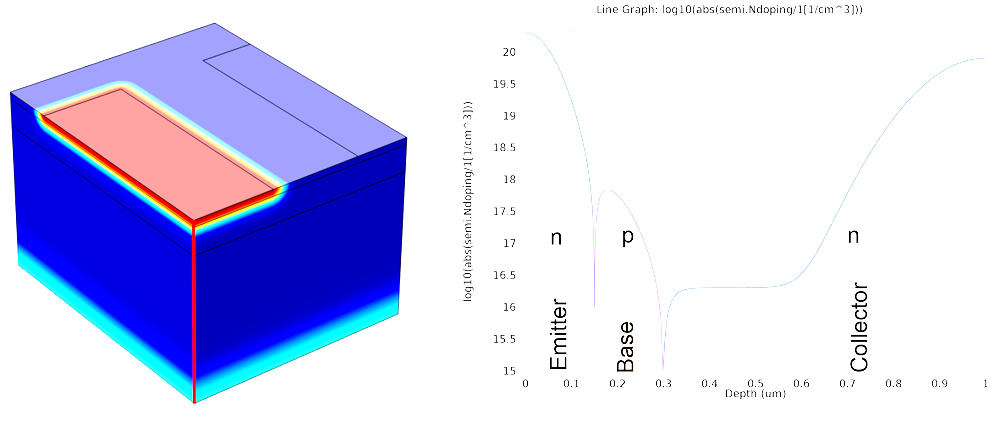 Line Graph: log10(abs(semi.Ndoping/1[1/cm^3]))
log10(abs(semi.Ndoping/1[1/cm^3]))
20
19.5
19
18.5
18
17.5
17
16.5
16
15.5
15
n
p
n
Emitter
Base
Collector
0
0.1
0.2
0.3
0.4
0.5
0.6
0.7
0.8
0.9
1
Depth (um)